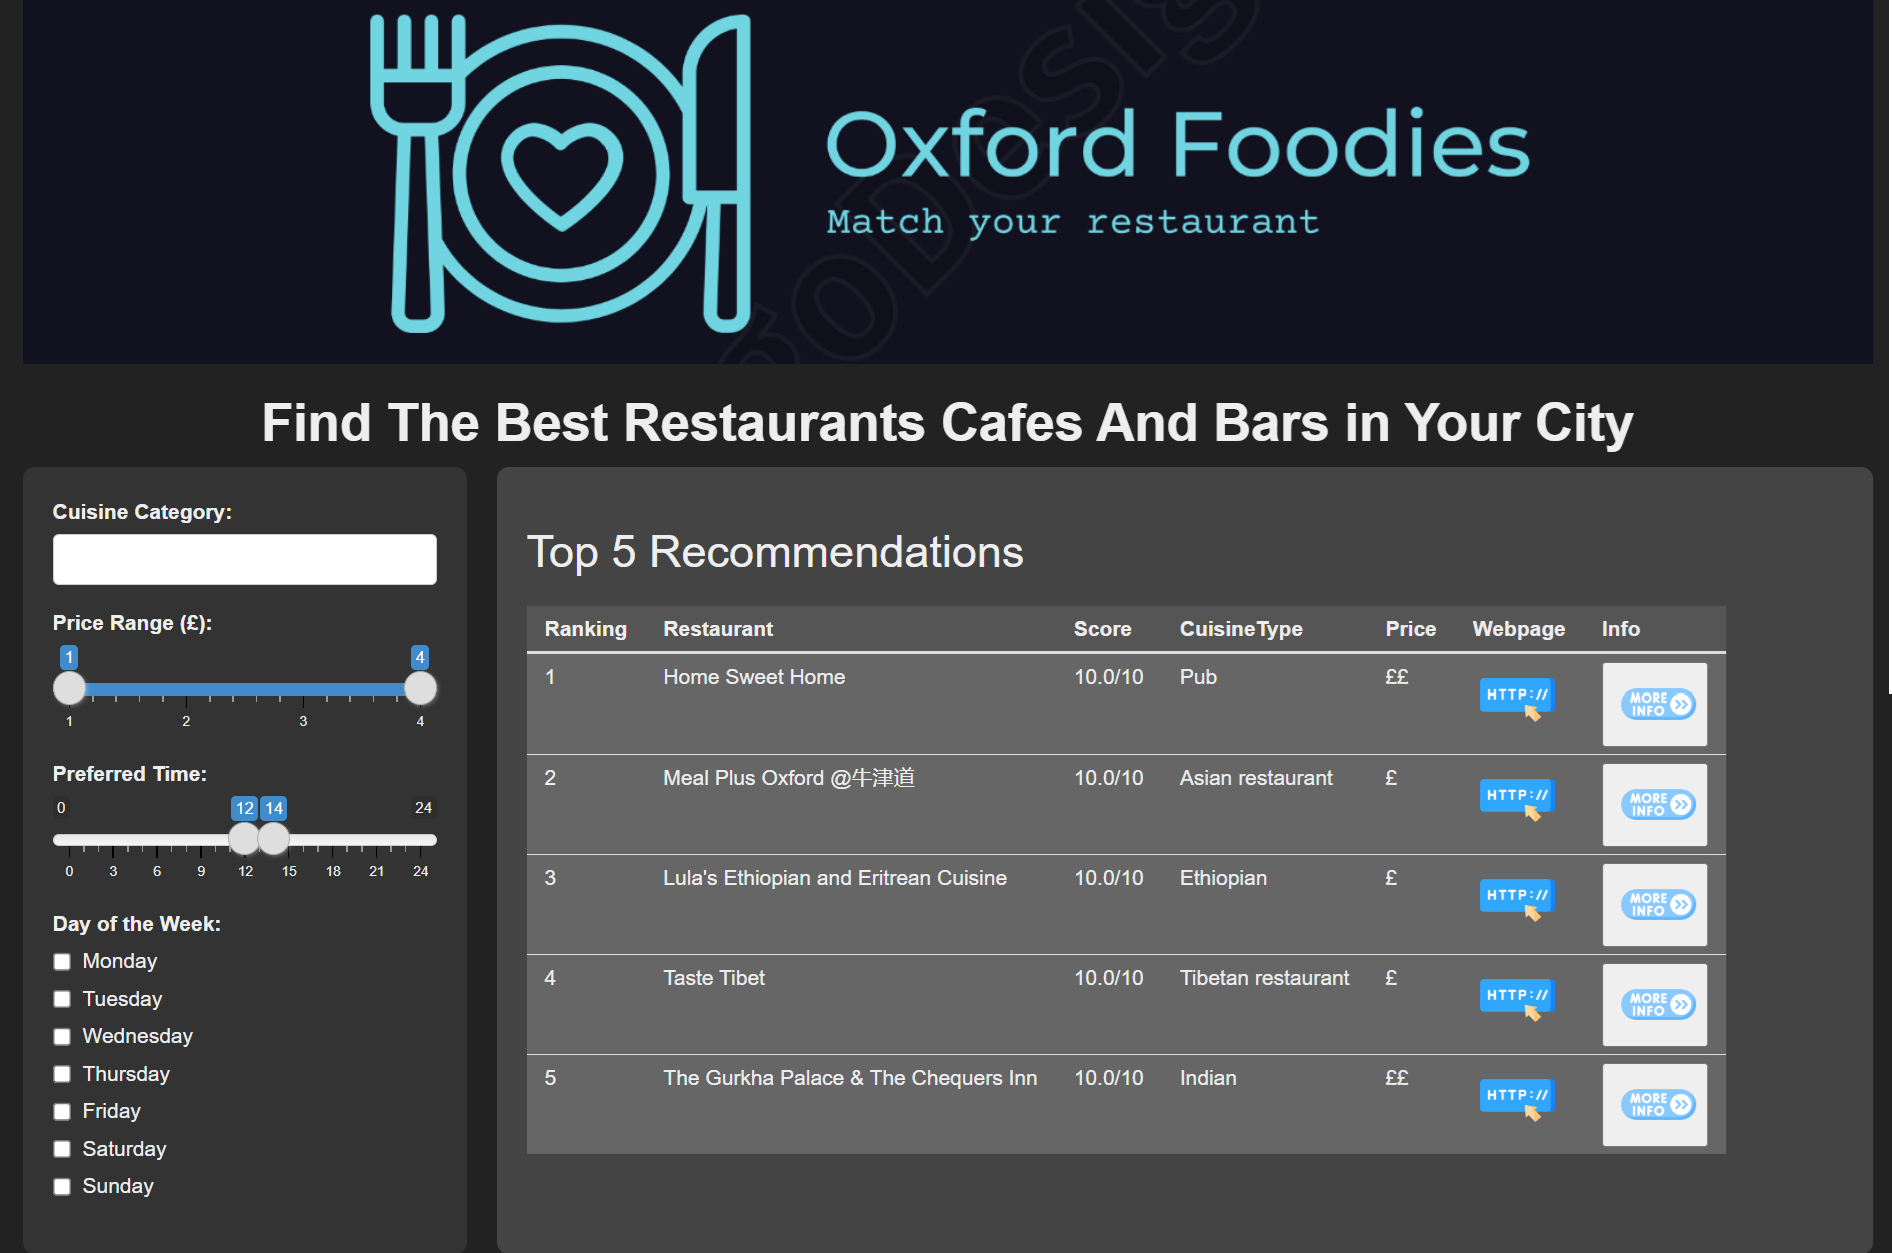 Oxford Foodies
Match your restaurant
Find The Best Restaurants Cafes And Bars in Your City
Cuisine Category:
Price Range (£):
1 4
1 2 3 4
Preferred Time:
0 12 14 24
0 3 6 9 12 15 18 21 24
Day of the Week:
Monday
Tuesday
Wednesday
Thursday
Friday
Saturday
Sunday
Top 5 Recommendations
Ranking Restaurant Score CuisineType Price Webpage Info
1 Home Sweet Home 10.0/10 Pub ££ HTTP:// MORE INFO
2 Meal Plus Oxford @牛津道 10.0/10 Asian restaurant £ HTTP:// MORE INFO
3 Lula's Ethiopian and Eritrean Cuisine 10.0/10 Ethiopian £ HTTP:// MORE INFO
4 Taste Tibet 10.0/10 Tibetan restaurant £ HTTP:// MORE INFO
5 The Gurkha Palace & The Chequers Inn 10.0/10 Indian ££ HTTP:// MORE INFO